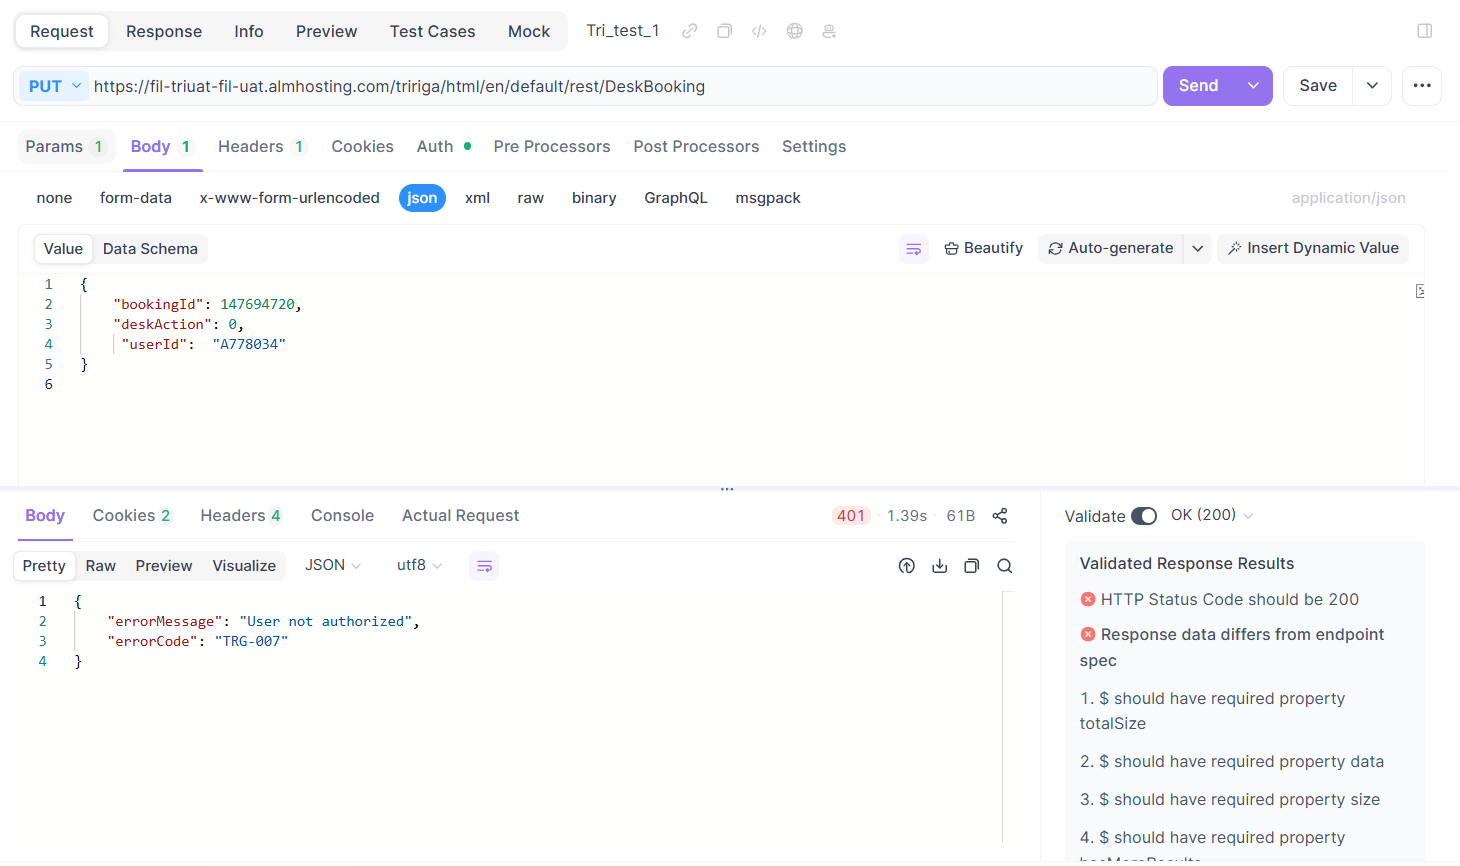 Request Response Info Preview Test Cases Mock Tri_test_1
PUT https://fil-triuat-fil-uat.almhosting.com/tririga/html/en/default/rest/DeskBooking Send Save
Params 1 Body 1 Headers 1 Cookies Auth Pre Processors Post Processors Settings
none form-data x-www-form-urlencoded json xml raw binary GraphQL msgpack application/json
Value Data Schema Beautify Auto-generate Insert Dynamic Value
1 {
2 "bookingId": 147694720,
3 "deskAction": 0,
4 "userId": "A778034"
5 }
6
Body Cookies 2 Headers 4 Console Actual Request 401 · 1.39s · 61B
Pretty Raw Preview Visualize JSON utf8
1 {
2 "errorMessage": "User not authorized",
3 "errorCode": "TRG-007"
4 }
Validate OK (200)
Validated Response Results
HTTP Status Code should be 200
Response data differs from endpoint
spec
1. $ should have required property
totalSize
2. $ should have required property data
3. $ should have required property size
4. $ should have required property